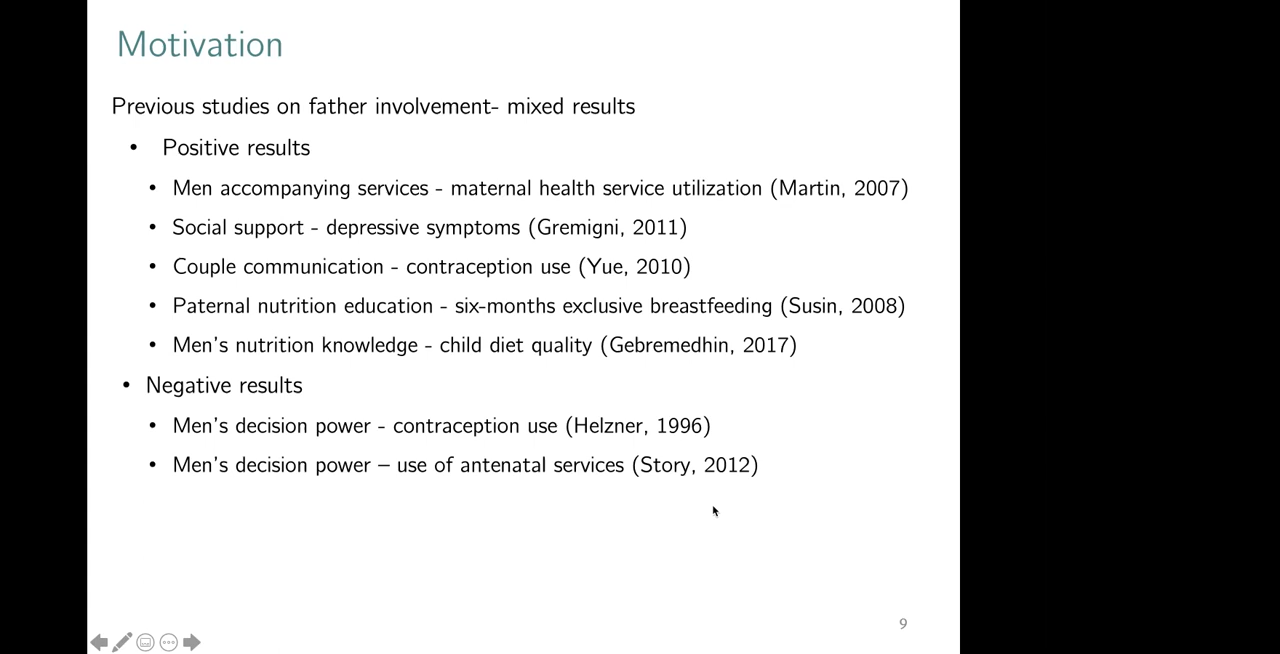 Motivation
Previous studies on father involvement- mixed results
• Positive results
• Men accompanying services - maternal health service utilization (Martin, 2007)
• Social support - depressive symptoms (Gremigni, 2011)
• Couple communication - contraception use (Yue, 2010)
• Paternal nutrition education - six-months exclusive breastfeeding (Susin, 2008)
• Men’s nutrition knowledge - child diet quality (Gebremedhin, 2017)
• Negative results
• Men’s decision power - contraception use (Helzner, 1996)
• Men’s decision power – use of antenatal services (Story, 2012)
9